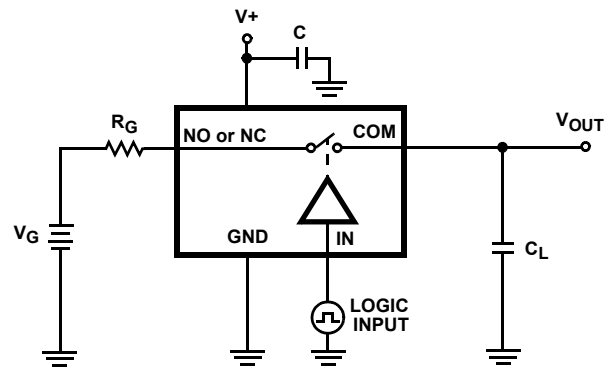 V+
C
RG
NO or NC
COM
VOUT
VG
GND
IN
CL
LOGIC
INPUT